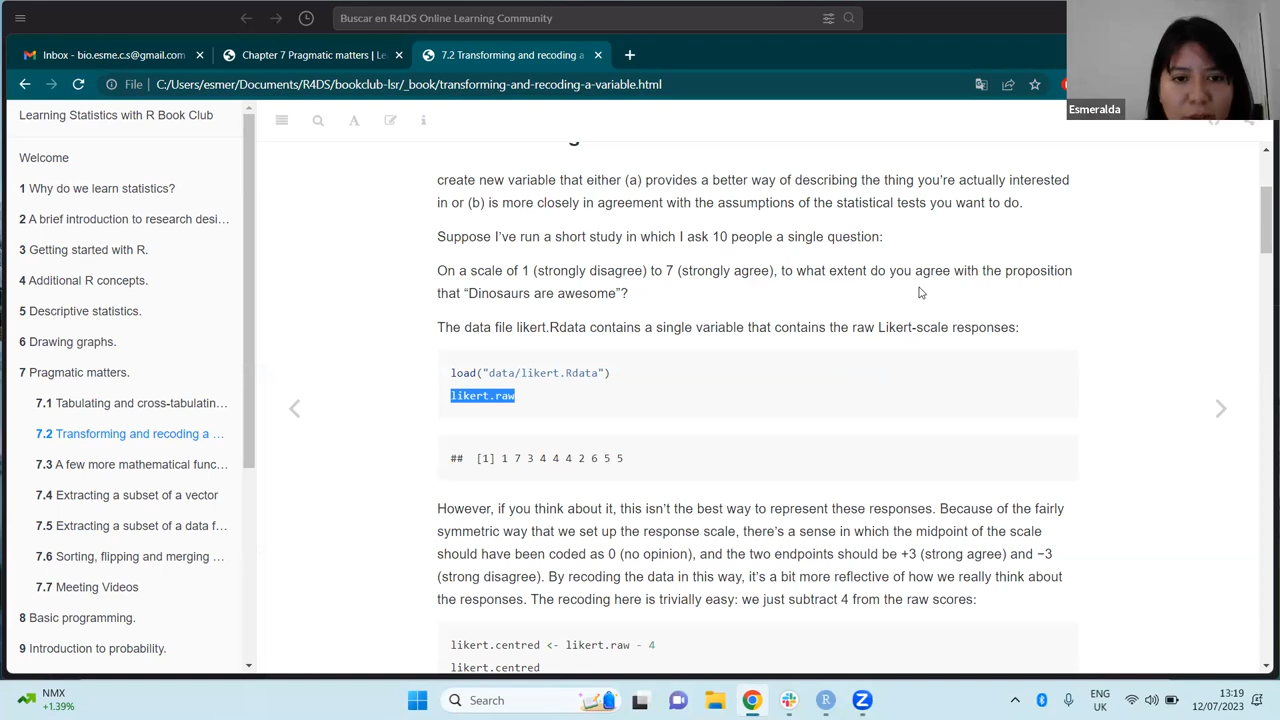 Buscar en R4DS Online Learning Community
Inbox - bio.esme.c.s@gmail.com
Chapter 7 Pragmatic matters | Le
7.2 Transforming and recoding a
File
C:/Users/esmer/Documents/R4DS/bookclub-lsr/_book/transforming-and-recoding-a-variable.html
Esmeralda
Learning Statistics with R Book Club
Welcome
1 Why do we learn statistics?
2 A brief introduction to research desi...
3 Getting started with R.
4 Additional R concepts.
5 Descriptive statistics.
6 Drawing graphs.
7 Pragmatic matters.
7.1 Tabulating and cross-tabulatin...
7.2 Transforming and recoding a ...
7.3 A few more mathematical func...
7.4 Extracting a subset of a vector
7.5 Extracting a subset of a data f...
7.6 Sorting, flipping and merging ...
7.7 Meeting Videos
8 Basic programming.
9 Introduction to probability.
create new variable that either (a) provides a better way of describing the thing you're actually interested
in or (b) is more closely in agreement with the assumptions of the statistical tests you want to do.
Suppose I've run a short study in which I ask 10 people a single question:
On a scale of 1 (strongly disagree) to 7 (strongly agree), to what extent do you agree with the proposition
that “Dinosaurs are awesome”?
The data file likert.Rdata contains a single variable that contains the raw Likert-scale responses:
load("data/likert.Rdata")
likert.raw
## [1] 1 7 3 4 4 4 2 6 5 5
However, if you think about it, this isn't the best way to represent these responses. Because of the fairly
symmetric way that we set up the response scale, there's a sense in which the midpoint of the scale
should have been coded as 0 (no opinion), and the two endpoints should be +3 (strong agree) and −3
(strong disagree). By recoding the data in this way, it's a bit more reflective of how we really think about
the responses. The recoding here is trivially easy: we just subtract 4 from the raw scores:
likert.centred <- likert.raw - 4
likert.centred
NMX
+1.39%
Search
ENG
UK
13:19
12/07/2023